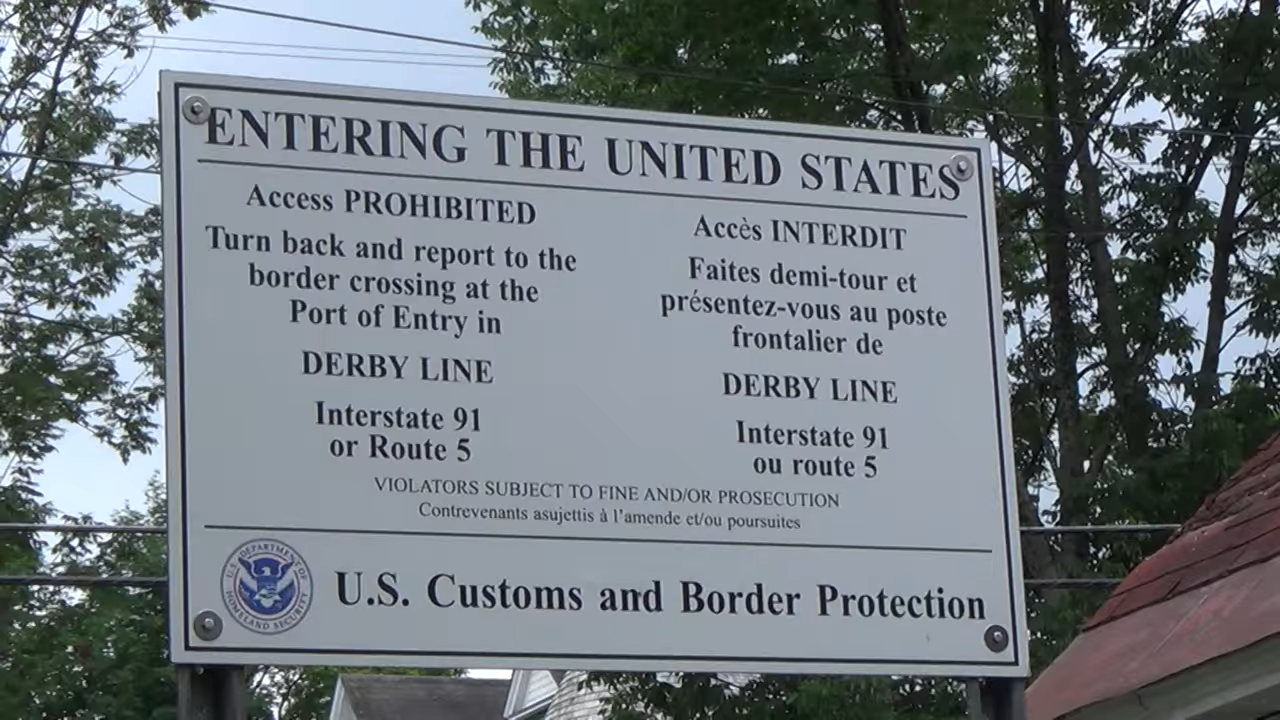 ENTERING THE UNITED STATES
Access PROHIBITED
Turn back and report to the
border crossing at the
Port of Entry in
DERBY LINE
Interstate 91
or Route 5
Accès INTERDIT
Faites demi-tour et
présentez-vous au poste
frontalier de
DERBY LINE
Interstate 91
ou route 5
VIOLATORS SUBJECT TO FINE AND/OR PROSECUTION
Contrevenants asujettis à l'amende et/ou poursuites
U.S. DEPARTMENT OF
HOMELAND SECURITY
U.S. Customs and Border Protection